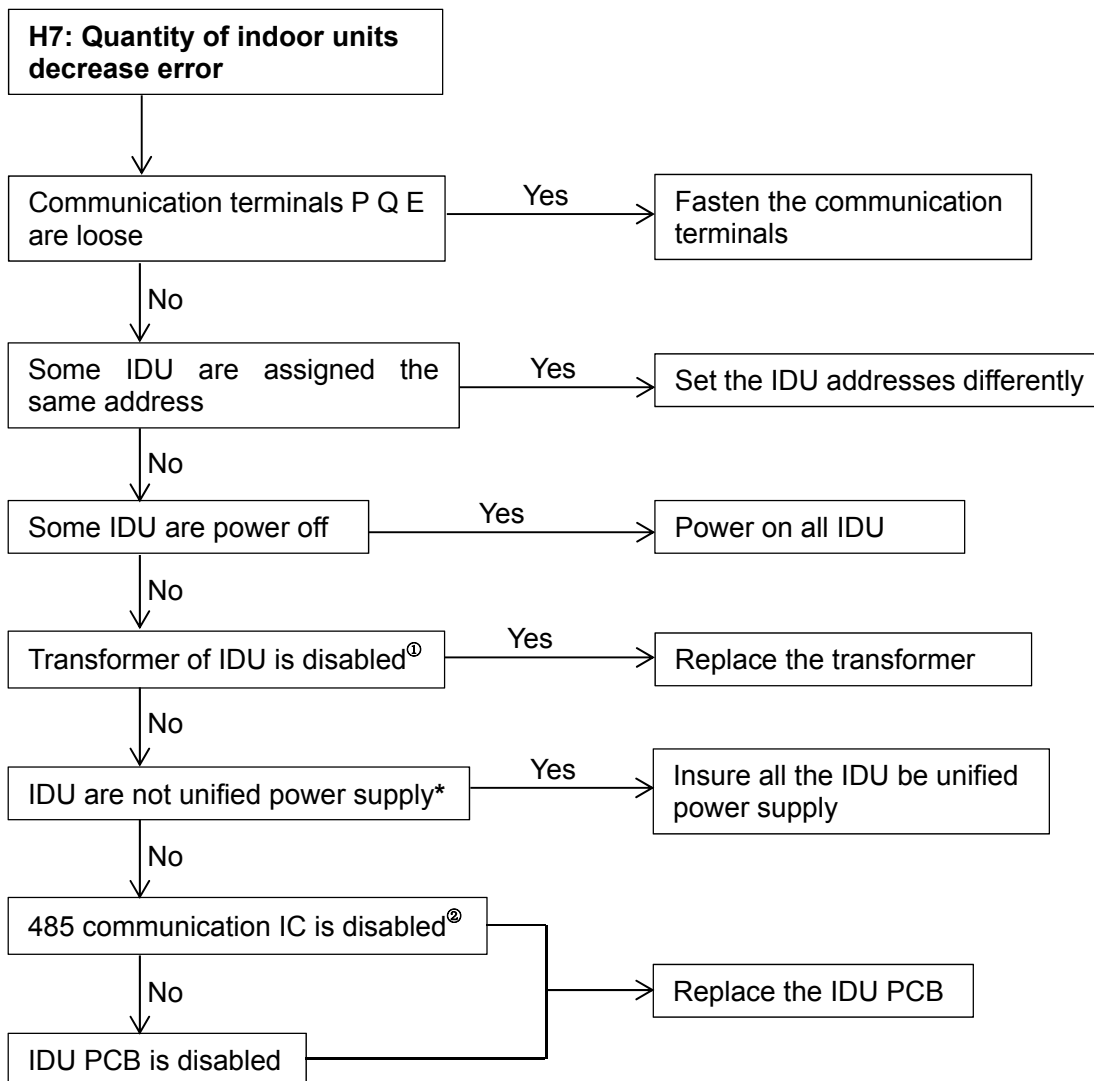 H7: Quantity of indoor units
decrease error
Communication terminals P Q E
are loose
Yes
Fasten the communication
terminals
No
Some IDU are assigned the
same address
Yes
Set the IDU addresses differently
No
Some IDU are power off
Yes
Power on all IDU
No
Transformer of IDU is disabled①
Yes
Replace the transformer
No
IDU are not unified power supply*
Yes
Insure all the IDU be unified
power supply
No
485 communication IC is disabled②
Replace the IDU PCB
No
IDU PCB is disabled